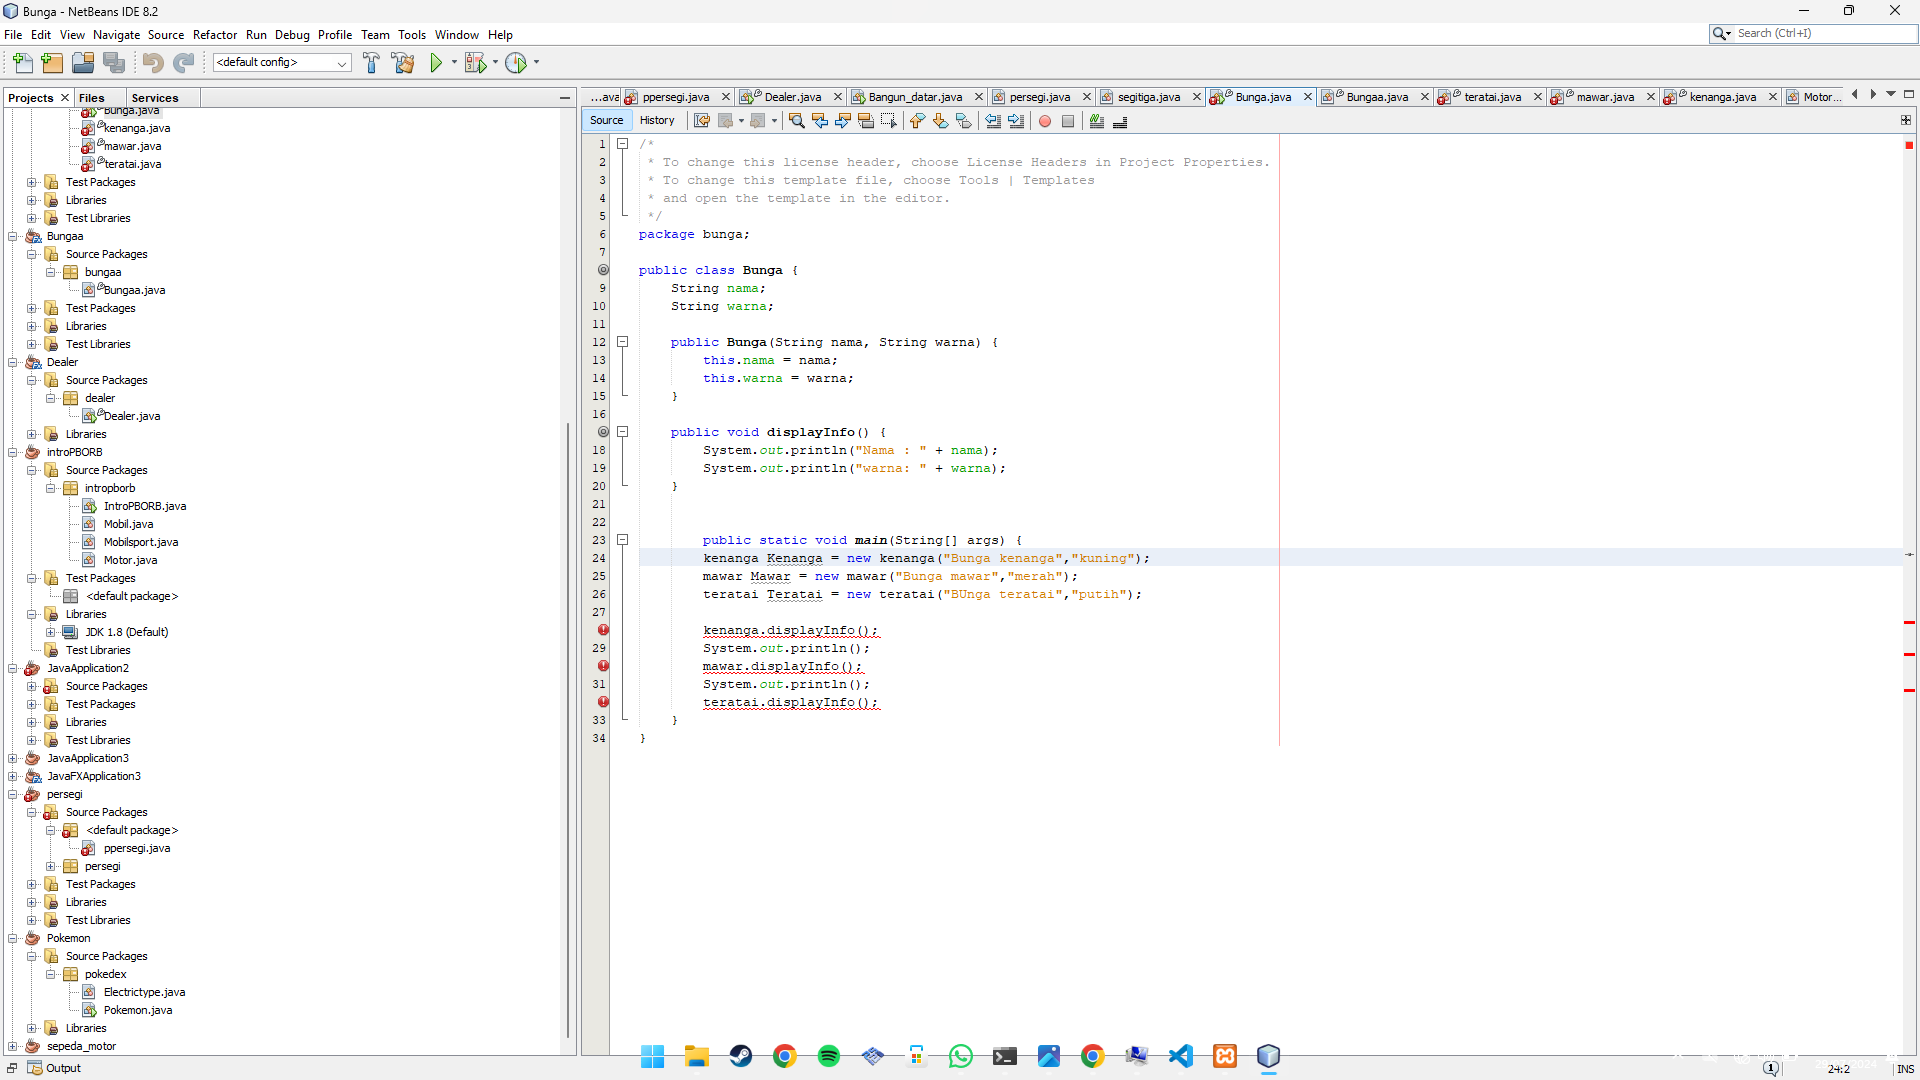 Bunga - NetBeans IDE 8.2
File Edit View Navigate Source Refactor Run Debug Profile Team Tools Window Help
Search (Ctrl+I)
<default config>
Projects Files Services
Bunga.java
kenanga.java
mawar.java
teratai.java
Test Packages
Libraries
Test Libraries
Bungaa
Source Packages
bungaa
Bungaa.java
Test Packages
Libraries
Test Libraries
Dealer
Source Packages
dealer
Dealer.java
Libraries
introPBORB
Source Packages
intropborb
IntroPBORB.java
Mobil.java
Mobilsport.java
Motor.java
Test Packages
<default package>
Libraries
JDK 1.8 (Default)
Test Libraries
JavaApplication2
Source Packages
Test Packages
Libraries
Test Libraries
JavaApplication3
JavaFXApplication3
persegi
Source Packages
<default package>
ppersegi.java
persegi
Test Packages
Libraries
Test Libraries
Pokemon
Source Packages
pokedex
Electrictype.java
Pokemon.java
Libraries
sepeda_motor
Output
...ava ppersegi.java Dealer.java Bangun_datar.java persegi.java segitiga.java Bunga.java Bungaa.java teratai.java mawar.java kenanga.java Motor...
Source History
1 /*
2 * To change this license header, choose License Headers in Project Properties.
3 * To change this template file, choose Tools | Templates
4 * and open the template in the editor.
5 */
6 package bunga;
7
public class Bunga {
9 String nama;
10 String warna;
11
12 public Bunga(String nama, String warna) {
13 this.nama = nama;
14 this.warna = warna;
15 }
16
public void displayInfo() {
18 System.out.println("Nama : " + nama);
19 System.out.println("warna: " + warna);
20 }
21
22
23 public static void main(String[] args) {
24 kenanga Kenanga = new kenanga("Bunga kenanga","kuning");
25 mawar Mawar = new mawar("Bunga mawar","merah");
26 teratai Teratai = new teratai("BUnga teratai","putih");
27
kenanga.displayInfo();
29 System.out.println();
mawar.displayInfo();
31 System.out.println();
teratai.displayInfo();
33 }
34 }
24:2 INS